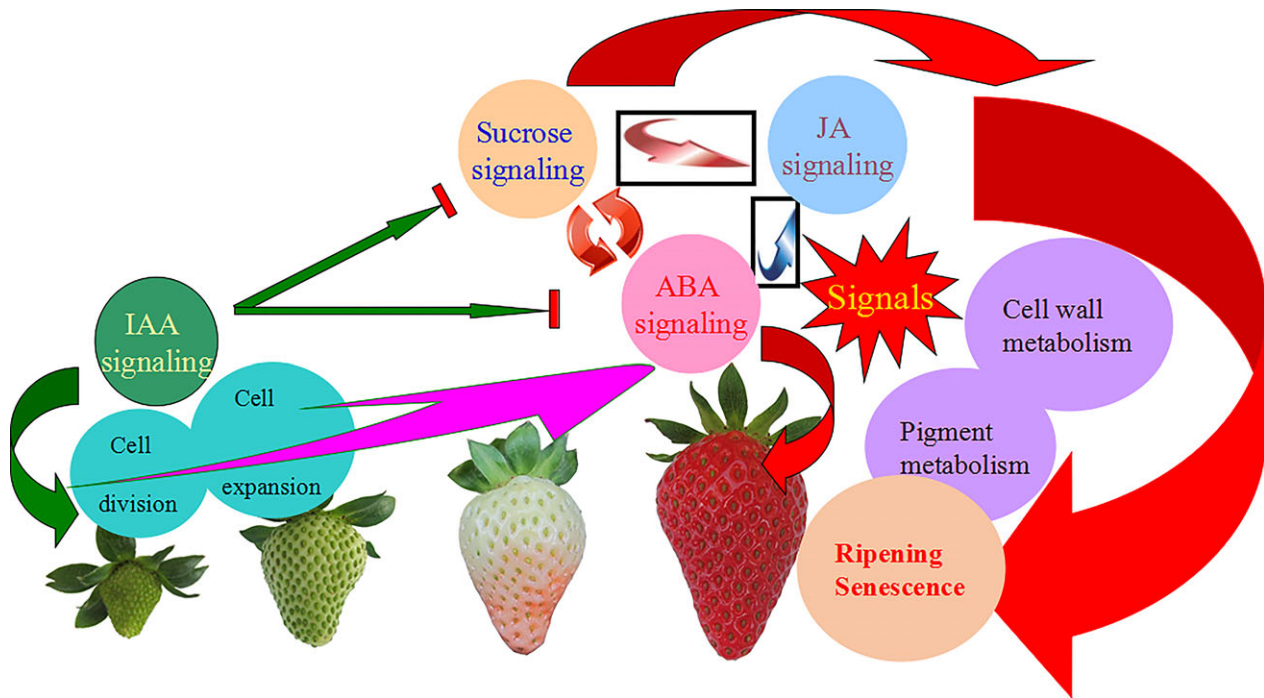 Sucrose
signaling
JA
signaling
ABA
signaling
Signals
IAA
signaling
Cell wall
metabolism
Cell
expansion
Cell
division
Pigment
metabolism
Ripening
Senescence